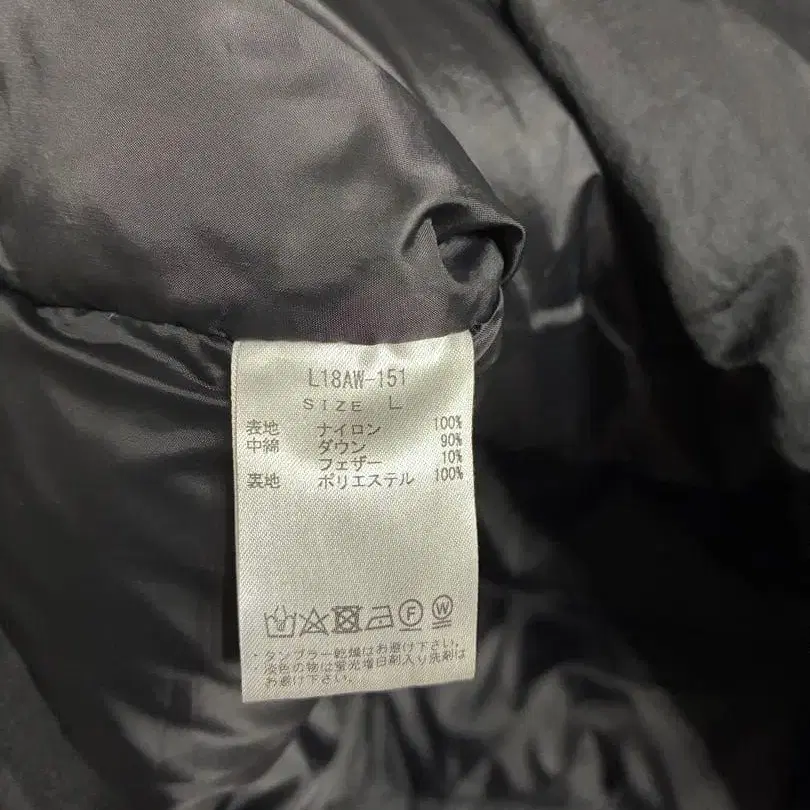 L18AW-151
SIZE L
表地 ナイロン 100%
中綿 ダウン 90%
フェザー 10%
裏地 ポリエステル 100%
F W
・タンブラー乾燥はお避け下さい。
淡色の物は蛍光増白剤入り洗剤は
お避け下さい。